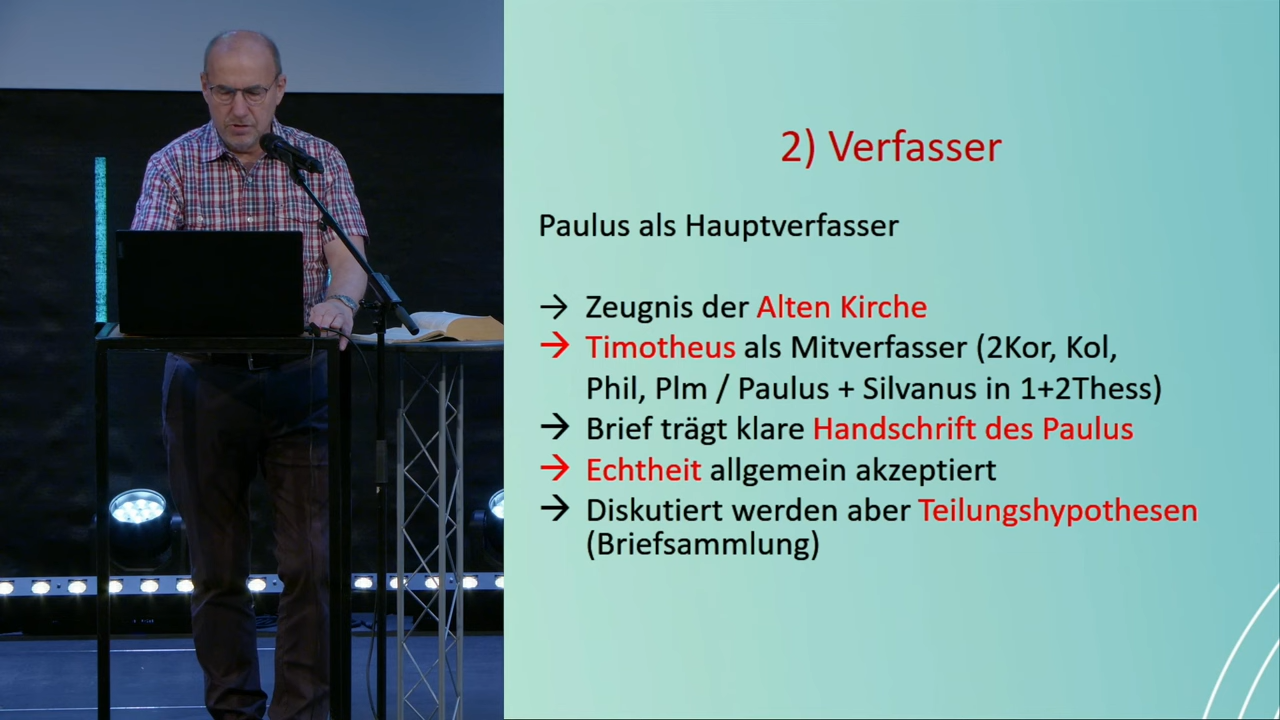 2) Verfasser
Paulus als Hauptverfasser
→ Zeugnis der Alten Kirche
→ Timotheus als Mitverfasser (2Kor, Kol,
Phil, Plm / Paulus + Silvanus in 1+2Thess)
→ Brief trägt klare Handschrift des Paulus
→ Echtheit allgemein akzeptiert
→ Diskutiert werden aber Teilungshypothesen
(Briefsammlung)